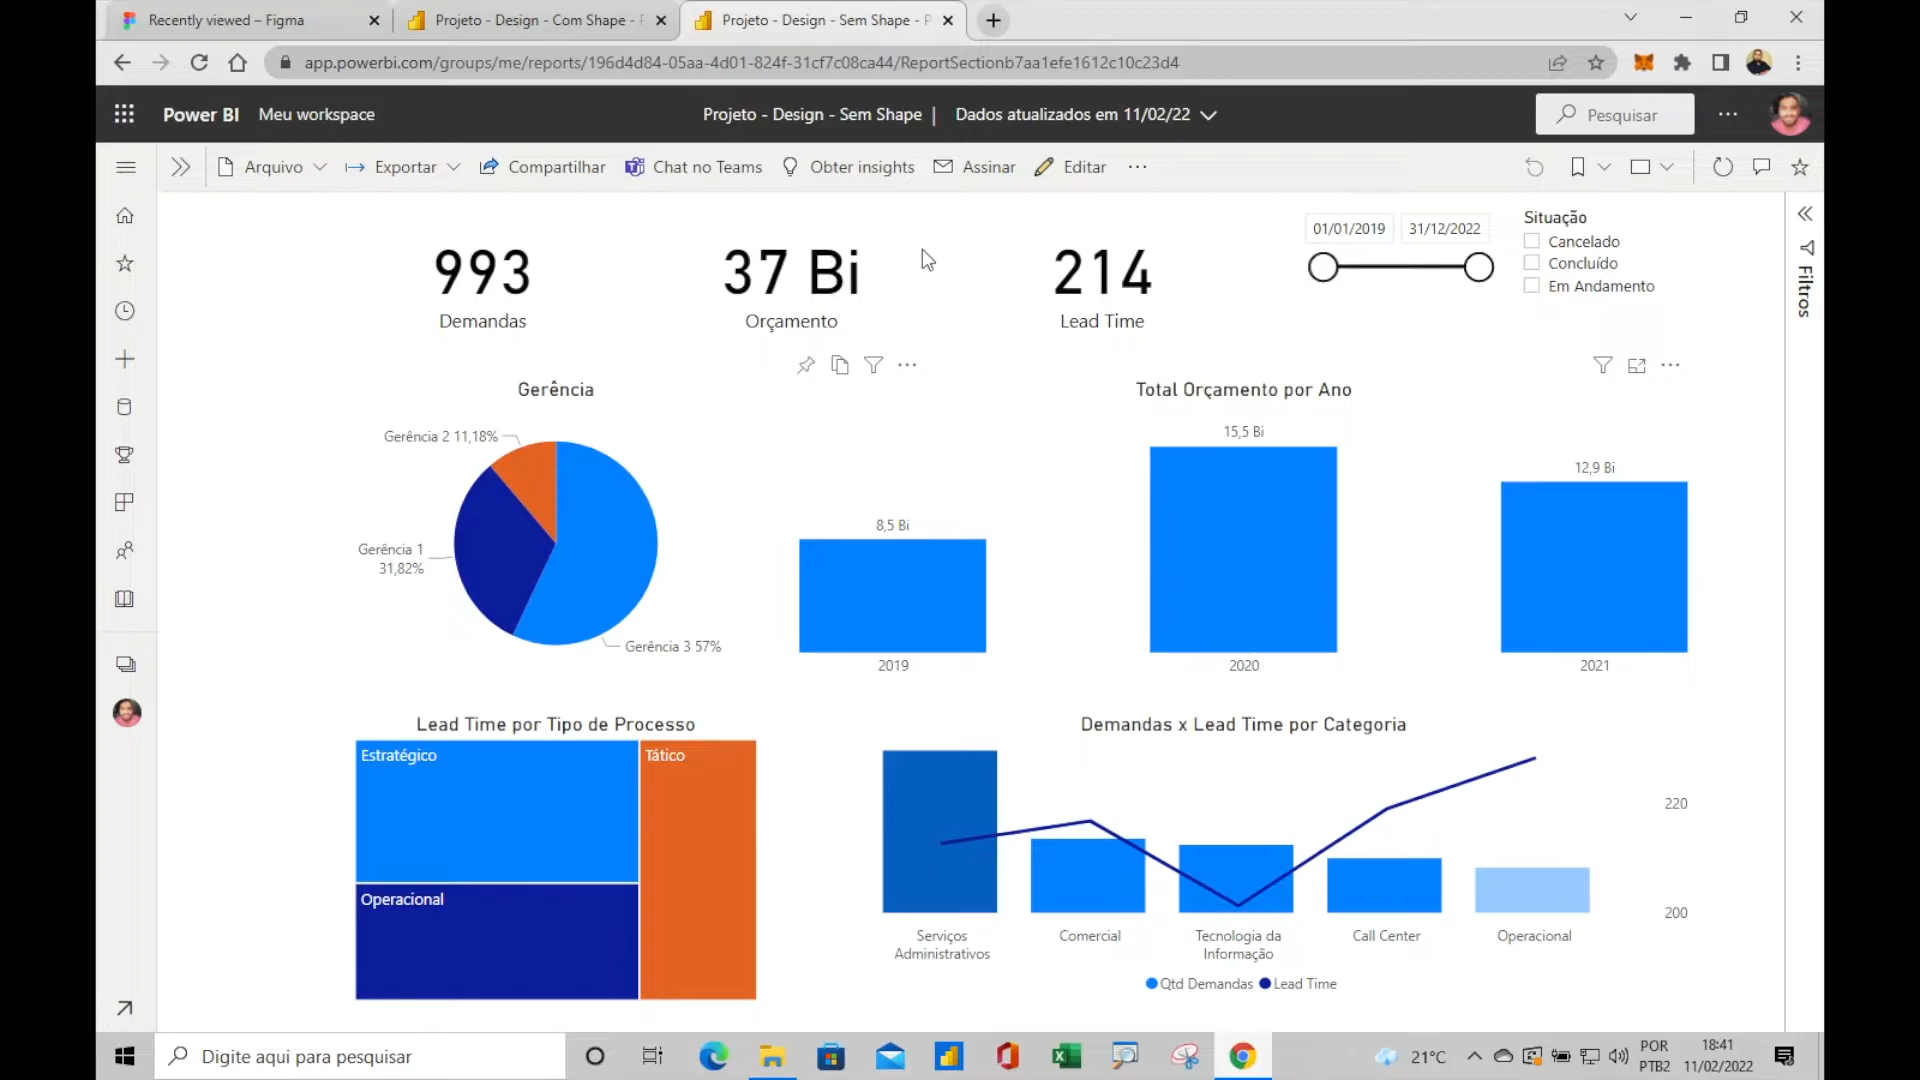 Recently viewed – Figma
Projeto - Design - Com Shape -
Projeto - Design - Sem Shape - P
app.powerbi.com/groups/me/reports/196d4d84-05aa-4d01-824f-31cf7c08ca44/ReportSectionb7aa1efe1612c10c23d4
Power BI Meu workspace
Projeto - Design - Sem Shape | Dados atualizados em 11/02/22
Pesquisar
Arquivo Exportar Compartilhar Chat no Teams Obter insights Assinar Editar
993
Demandas
37 Bi
Orçamento
214
Lead Time
01/01/2019 31/12/2022
Situação
Cancelado
Concluído
Em Andamento
Filtros
Gerência
Gerência 2 11,18%
Gerência 1
31,82%
Gerência 3 57%
Total Orçamento por Ano
8,5 Bi
15,5 Bi
12,9 Bi
2019
2020
2021
Lead Time por Tipo de Processo
Estratégico
Tático
Operacional
Demandas x Lead Time por Categoria
220
200
Serviços
Administrativos
Comercial
Tecnologia da
Informação
Call Center
Operacional
Qtd Demandas Lead Time
Digite aqui para pesquisar
21°C
POR
PTB2
18:41
11/02/2022